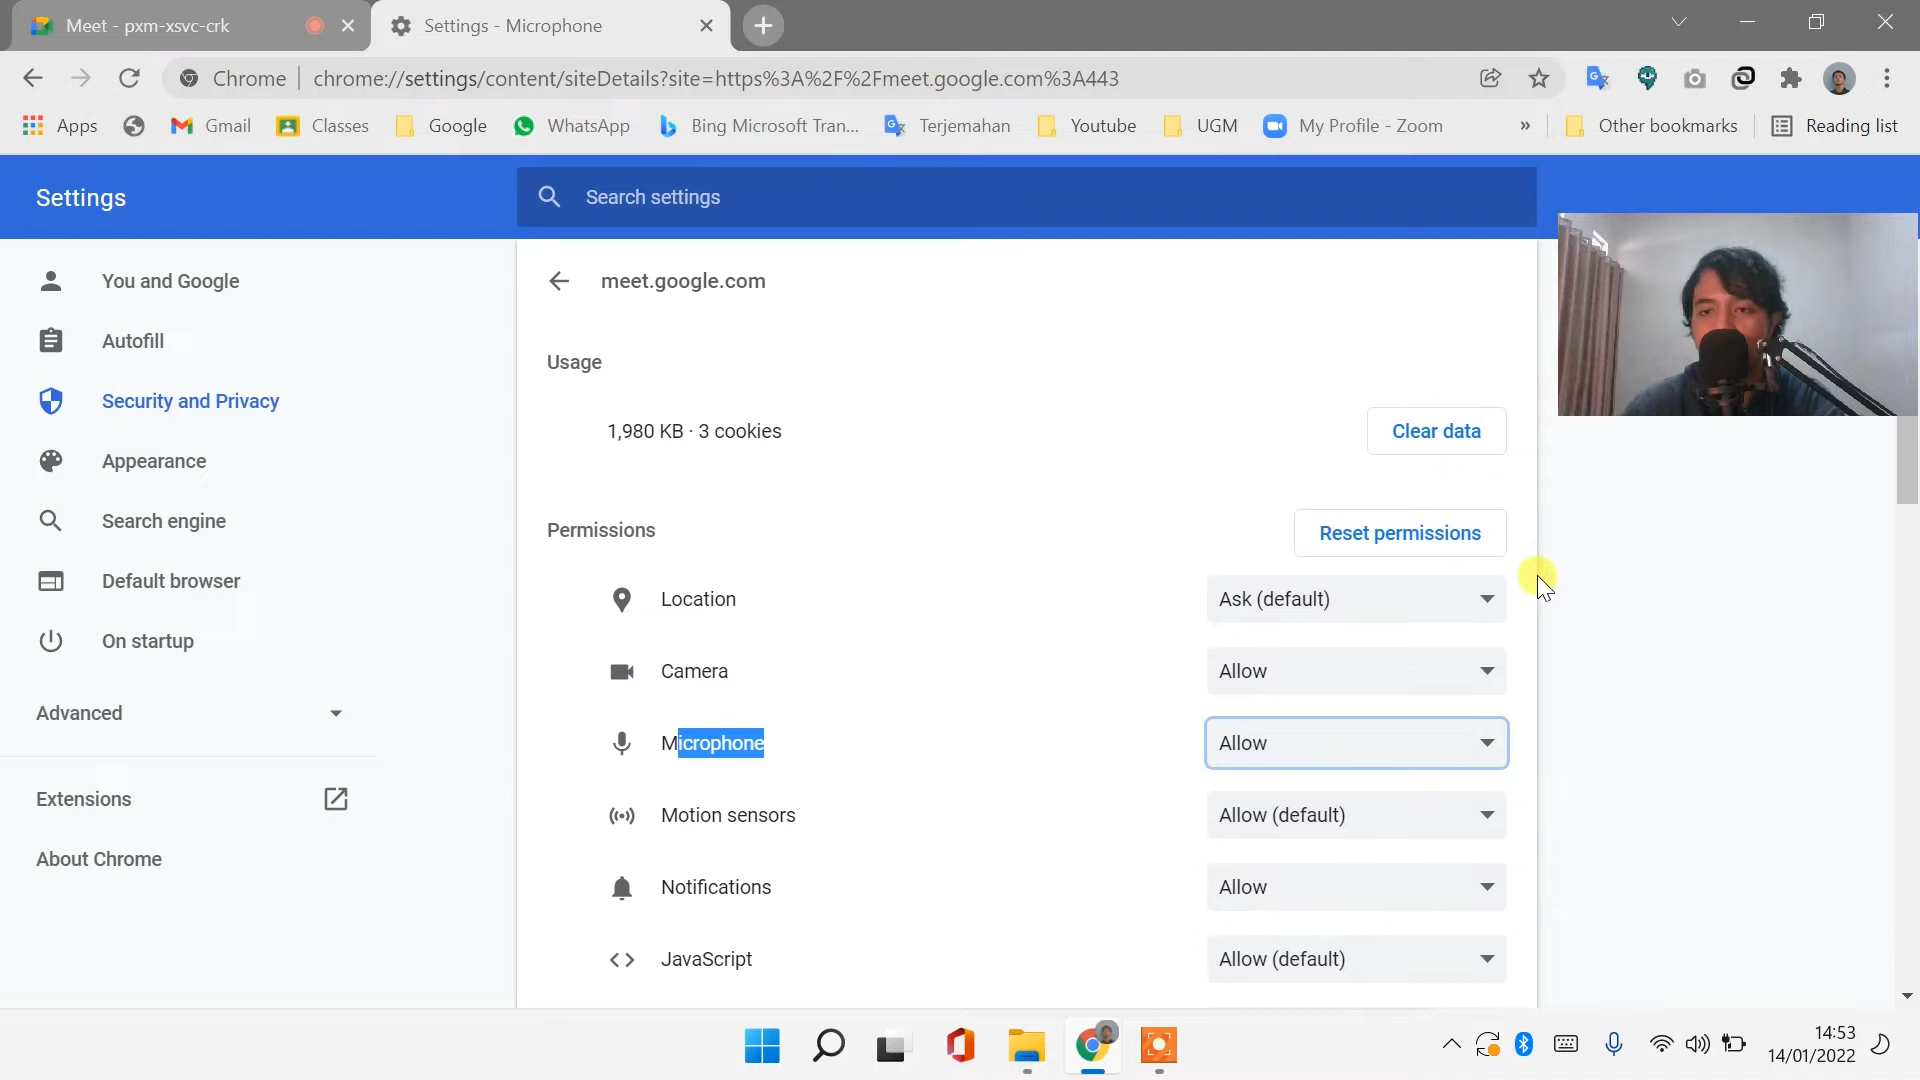 Meet - pxm-xsvc-crk
Settings - Microphone
Chrome
chrome://settings/content/siteDetails?site=https%3A%2F%2Fmeet.google.com%3A443
Apps
Gmail
Classes
Google
WhatsApp
Bing Microsoft Tran...
Terjemahan
Youtube
UGM
My Profile - Zoom
»
Other bookmarks
Reading list
Settings
Search settings
You and Google
Autofill
Security and Privacy
Appearance
Search engine
Default browser
On startup
Advanced
Extensions
About Chrome
meet.google.com
Usage
1,980 KB · 3 cookies
Clear data
Permissions
Reset permissions
Location
Ask (default)
Camera
Allow
Microphone
Allow
Motion sensors
Allow (default)
Notifications
Allow
JavaScript
Allow (default)
14:53
14/01/2022